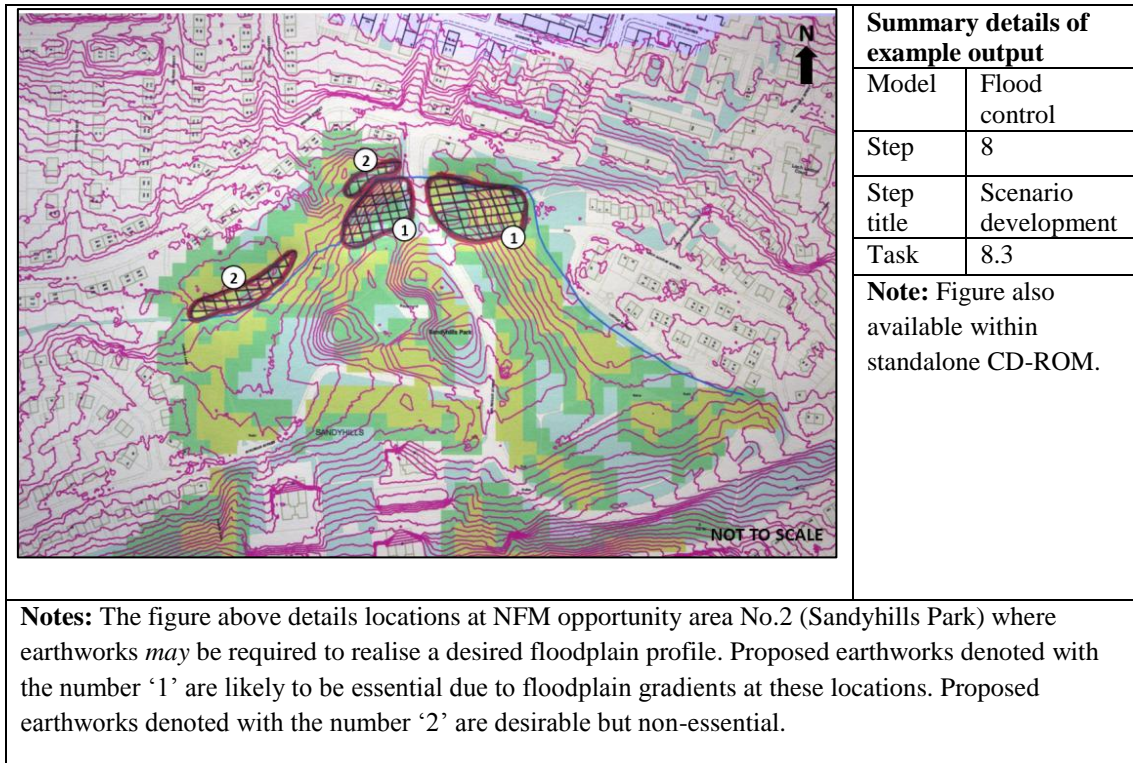 N
2
1
2
1
Sandyhills Park
SANDYHILLS
NOT TO SCALE
Summary details of
example output
Model Flood
control
Step 8
Step
title Scenario
development
Task 8.3
Note: Figure also
available within
standalone CD-ROM.
Notes: The figure above details locations at NFM opportunity area No.2 (Sandyhills Park) where
earthworks may be required to realise a desired floodplain profile. Proposed earthworks denoted with
the number ‘1’ are likely to be essential due to floodplain gradients at these locations. Proposed
earthworks denoted with the number ‘2’ are desirable but non-essential.